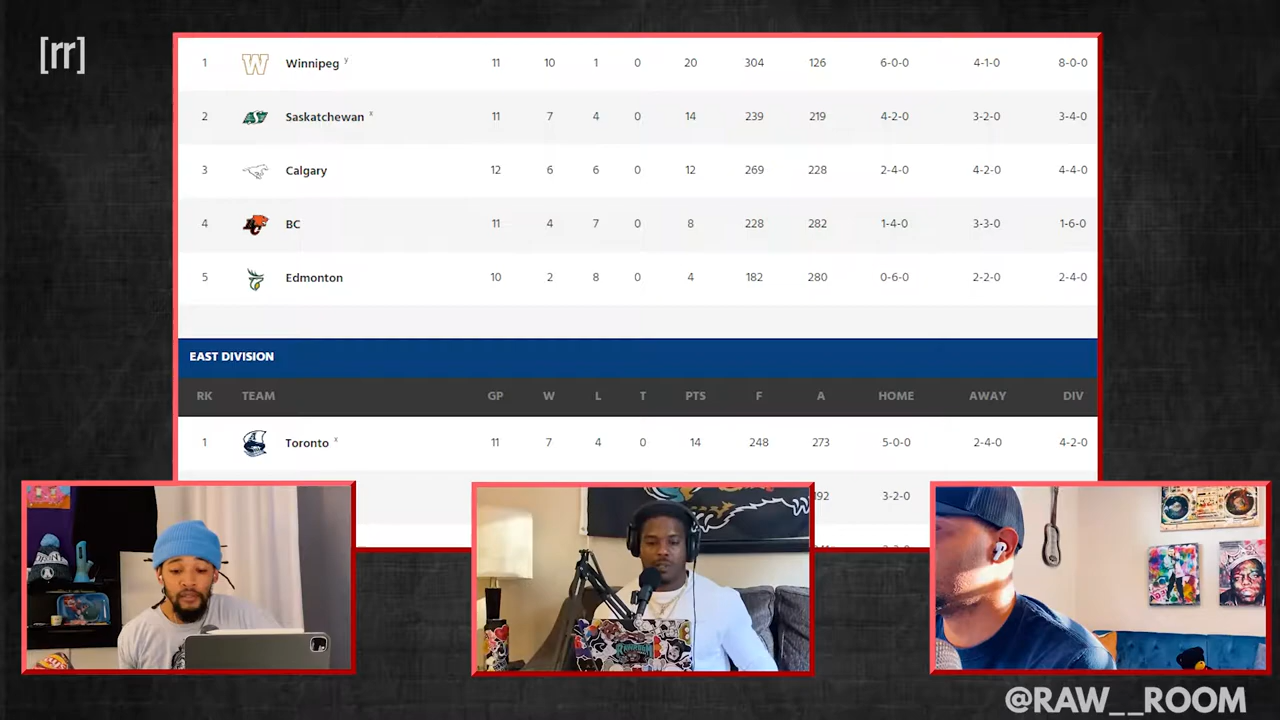 [rr]
1 Winnipeg y 11 10 1 0 20 304 126 6-0-0 4-1-0 8-0-0
2 Saskatchewan x 11 7 4 0 14 239 219 4-2-0 3-2-0 3-4-0
3 Calgary 12 6 6 0 12 269 228 2-4-0 4-2-0 4-4-0
4 BC 11 4 7 0 8 228 282 1-4-0 3-3-0 1-6-0
5 Edmonton 10 2 8 0 4 182 280 0-6-0 2-2-0 2-4-0
EAST DIVISION
RK TEAM GP W L T PTS F A HOME AWAY DIV
1 Toronto x 11 7 4 0 14 248 273 5-0-0 2-4-0 4-2-0
192 3-2-0
@RAW__ROOM